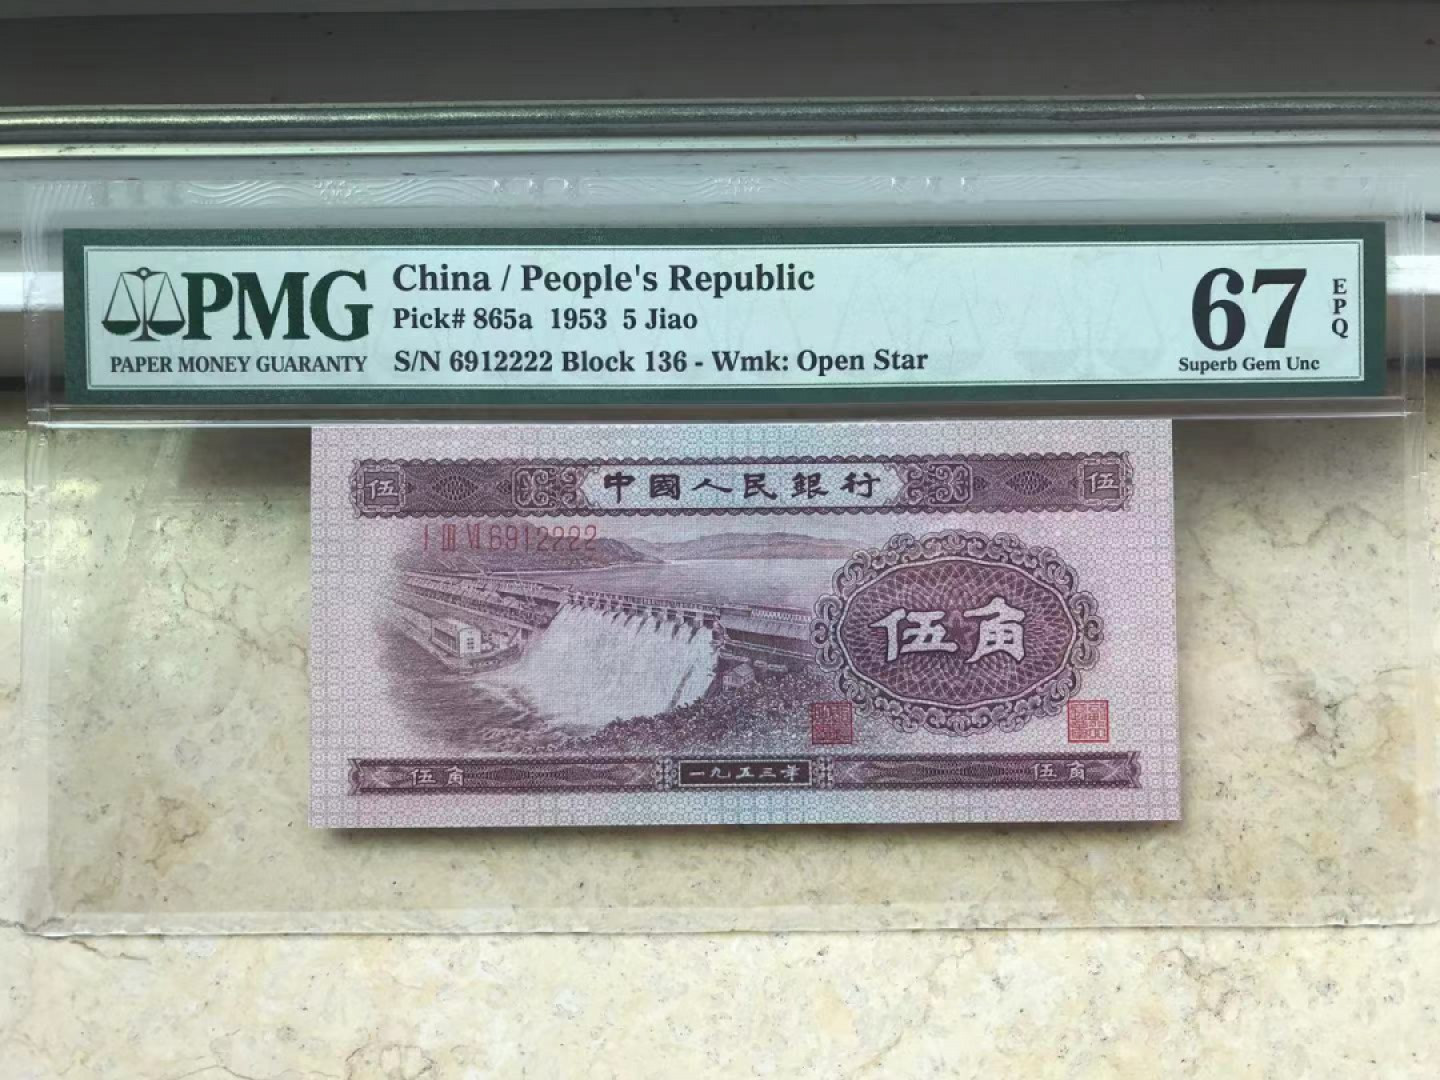 PMG
PAPER MONEY GUARANTY
China / People's Republic
Pick# 865a 1953 5 Jiao
S/N 6912222 Block 136 - Wmk: Open Star
67
EPQ
Superb Gem Unc
伍 中國人民銀行 伍
I III VI 6912222
伍角
伍角 一九五三年 伍角